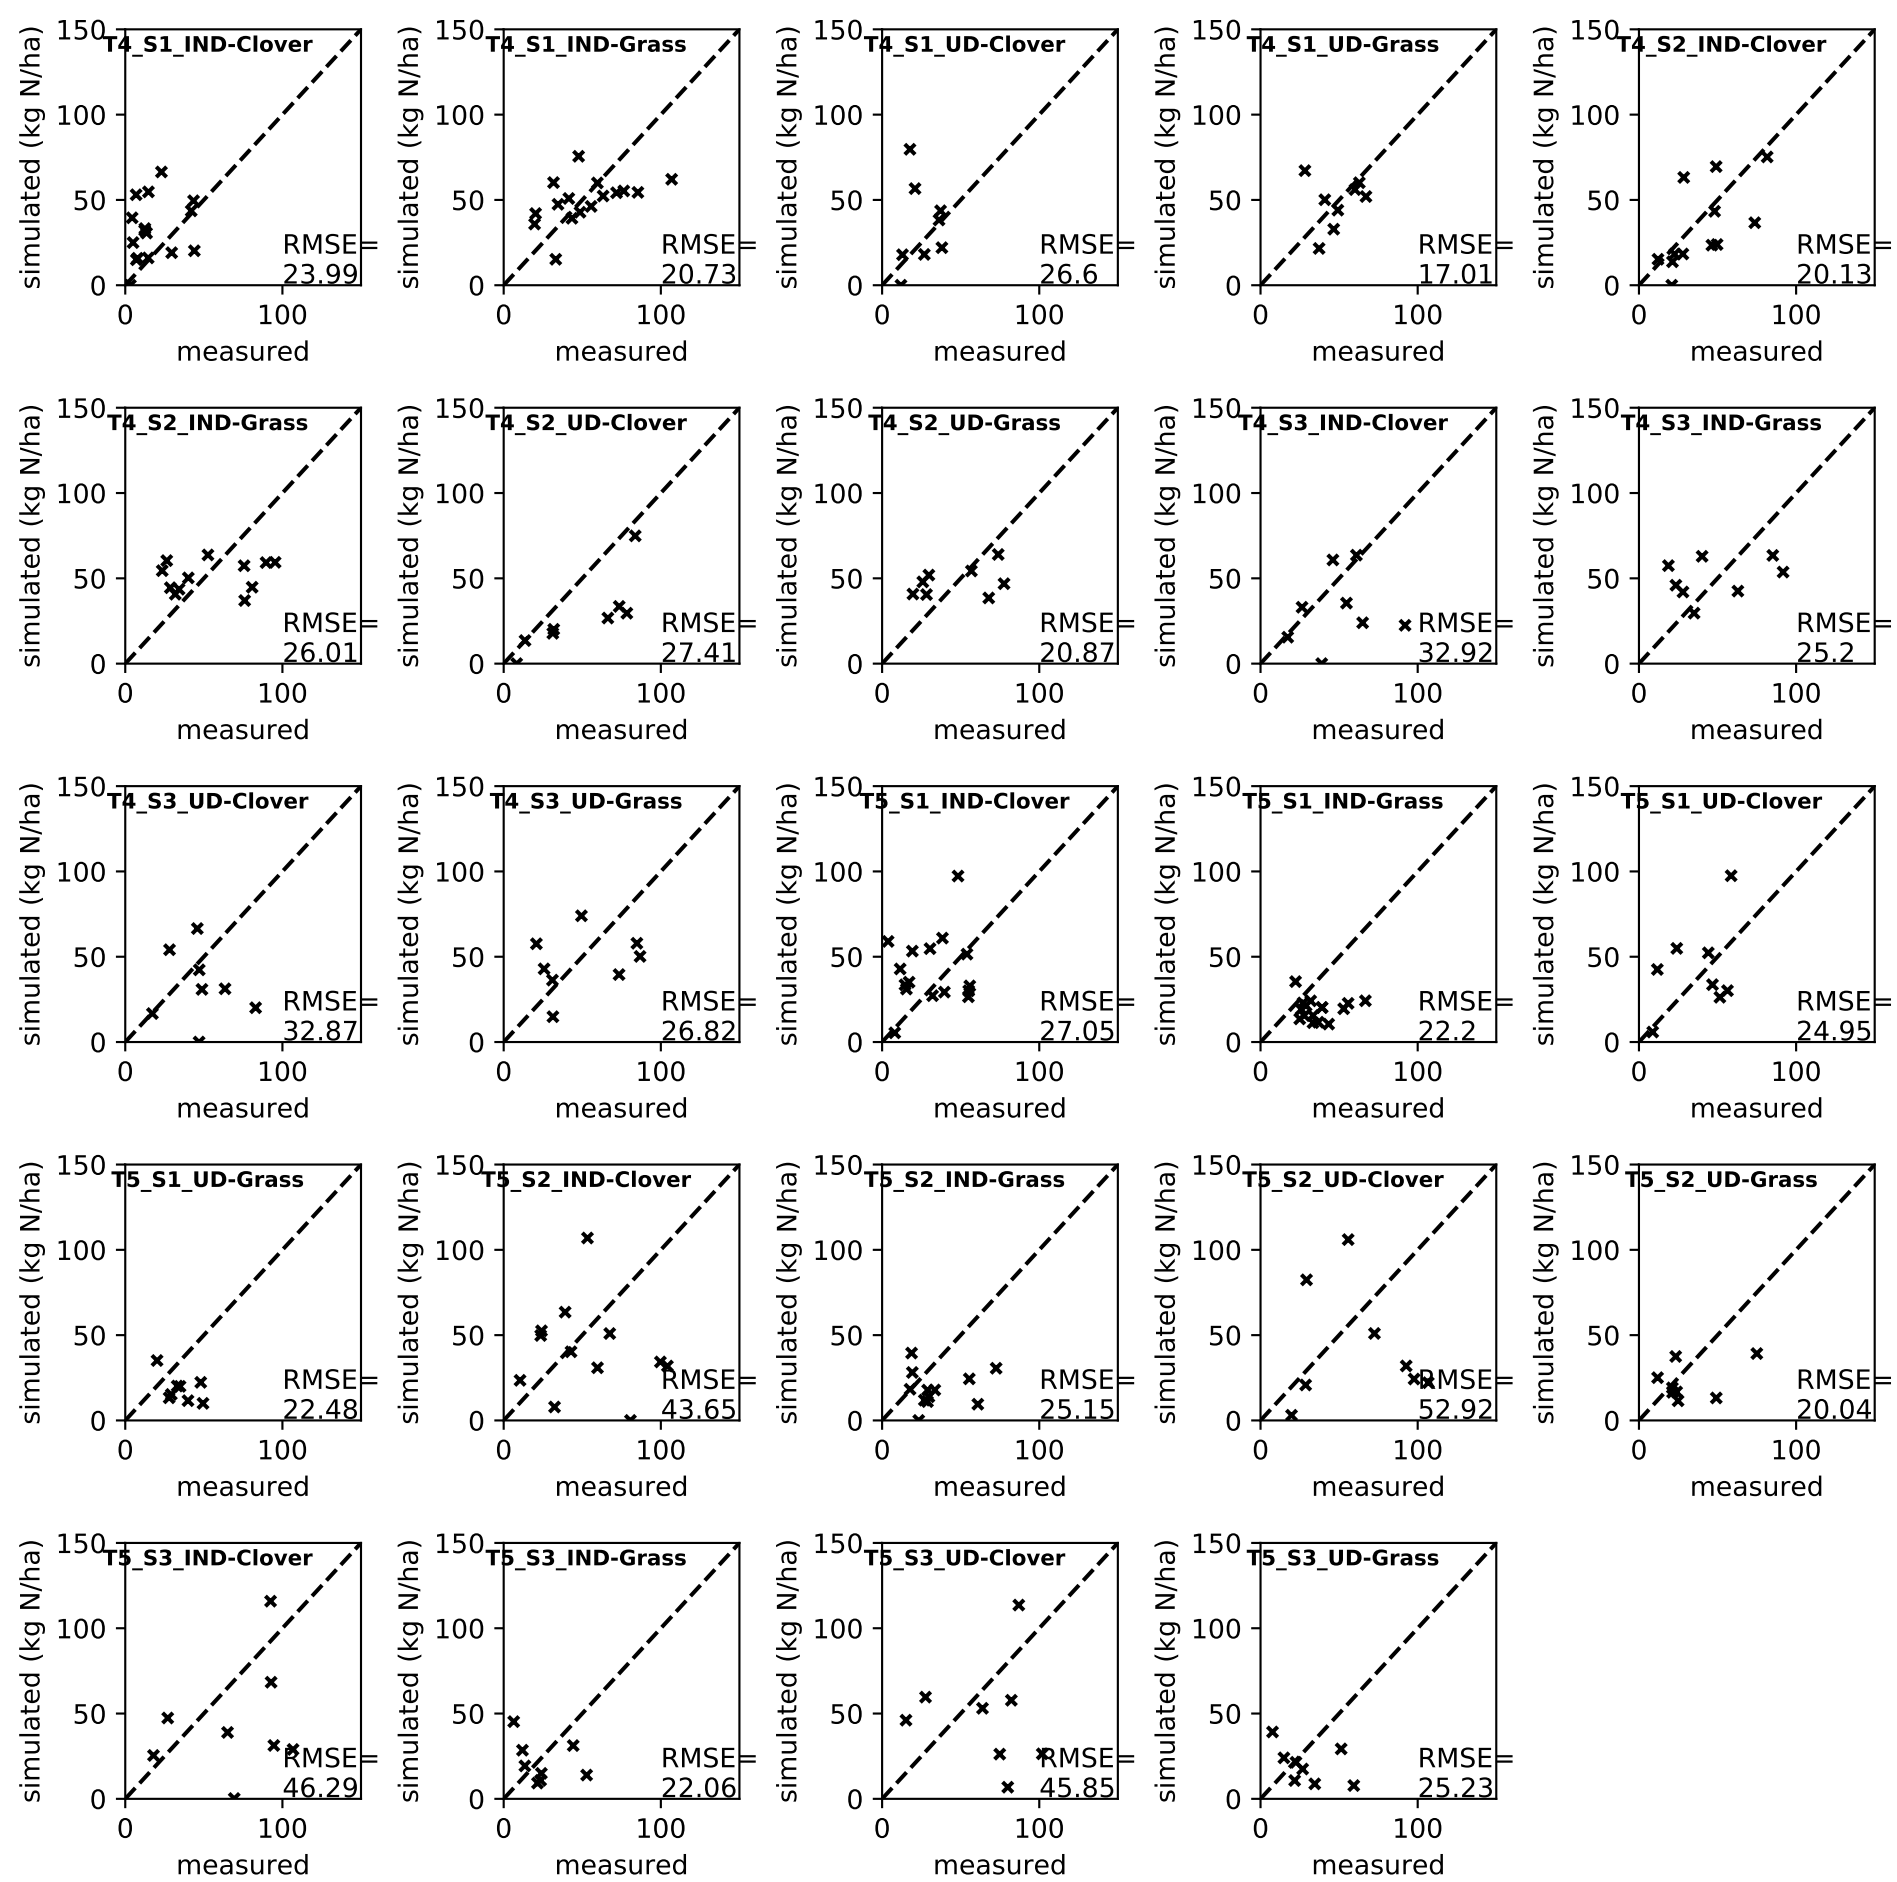 T4_S1_IND-Clover
simulated (kg N/ha)
150
100
50
0
RMSE=
23.99
0 100
measured
T4_S1_IND-Grass
simulated (kg N/ha)
150
100
50
0
RMSE=
20.73
0 100
measured
T4_S1_UD-Clover
simulated (kg N/ha)
150
100
50
0
RMSE=
26.6
0 100
measured
T4_S1_UD-Grass
simulated (kg N/ha)
150
100
50
0
RMSE=
17.01
0 100
measured
T4_S2_IND-Clover
simulated (kg N/ha)
150
100
50
0
RMSE=
20.13
0 100
measured
T4_S2_IND-Grass
simulated (kg N/ha)
150
100
50
0
RMSE=
26.01
0 100
measured
T4_S2_UD-Clover
simulated (kg N/ha)
150
100
50
0
RMSE=
27.41
0 100
measured
T4_S2_UD-Grass
simulated (kg N/ha)
150
100
50
0
RMSE=
20.87
0 100
measured
T4_S3_IND-Clover
simulated (kg N/ha)
150
100
50
0
RMSE=
32.92
0 100
measured
T4_S3_IND-Grass
simulated (kg N/ha)
150
100
50
0
RMSE=
25.2
0 100
measured
T4_S3_UD-Clover
simulated (kg N/ha)
150
100
50
0
RMSE=
32.87
0 100
measured
T4_S3_UD-Grass
simulated (kg N/ha)
150
100
50
0
RMSE=
26.82
0 100
measured
T5_S1_IND-Clover
simulated (kg N/ha)
150
100
50
0
RMSE=
27.05
0 100
measured
T5_S1_IND-Grass
simulated (kg N/ha)
150
100
50
0
RMSE=
22.2
0 100
measured
T5_S1_UD-Clover
simulated (kg N/ha)
150
100
50
0
RMSE=
24.95
0 100
measured
T5_S1_UD-Grass
simulated (kg N/ha)
150
100
50
0
RMSE=
22.48
0 100
measured
T5_S2_IND-Clover
simulated (kg N/ha)
150
100
50
0
RMSE=
43.65
0 100
measured
T5_S2_IND-Grass
simulated (kg N/ha)
150
100
50
0
RMSE=
25.15
0 100
measured
T5_S2_UD-Clover
simulated (kg N/ha)
150
100
50
0
RMSE=
52.92
0 100
measured
T5_S2_UD-Grass
simulated (kg N/ha)
150
100
50
0
RMSE=
20.04
0 100
measured
T5_S3_IND-Clover
simulated (kg N/ha)
150
100
50
0
RMSE=
46.29
0 100
measured
T5_S3_IND-Grass
simulated (kg N/ha)
150
100
50
0
RMSE=
22.06
0 100
measured
T5_S3_UD-Clover
simulated (kg N/ha)
150
100
50
0
RMSE=
45.85
0 100
measured
T5_S3_UD-Grass
simulated (kg N/ha)
150
100
50
0
RMSE=
25.23
0 100
measured